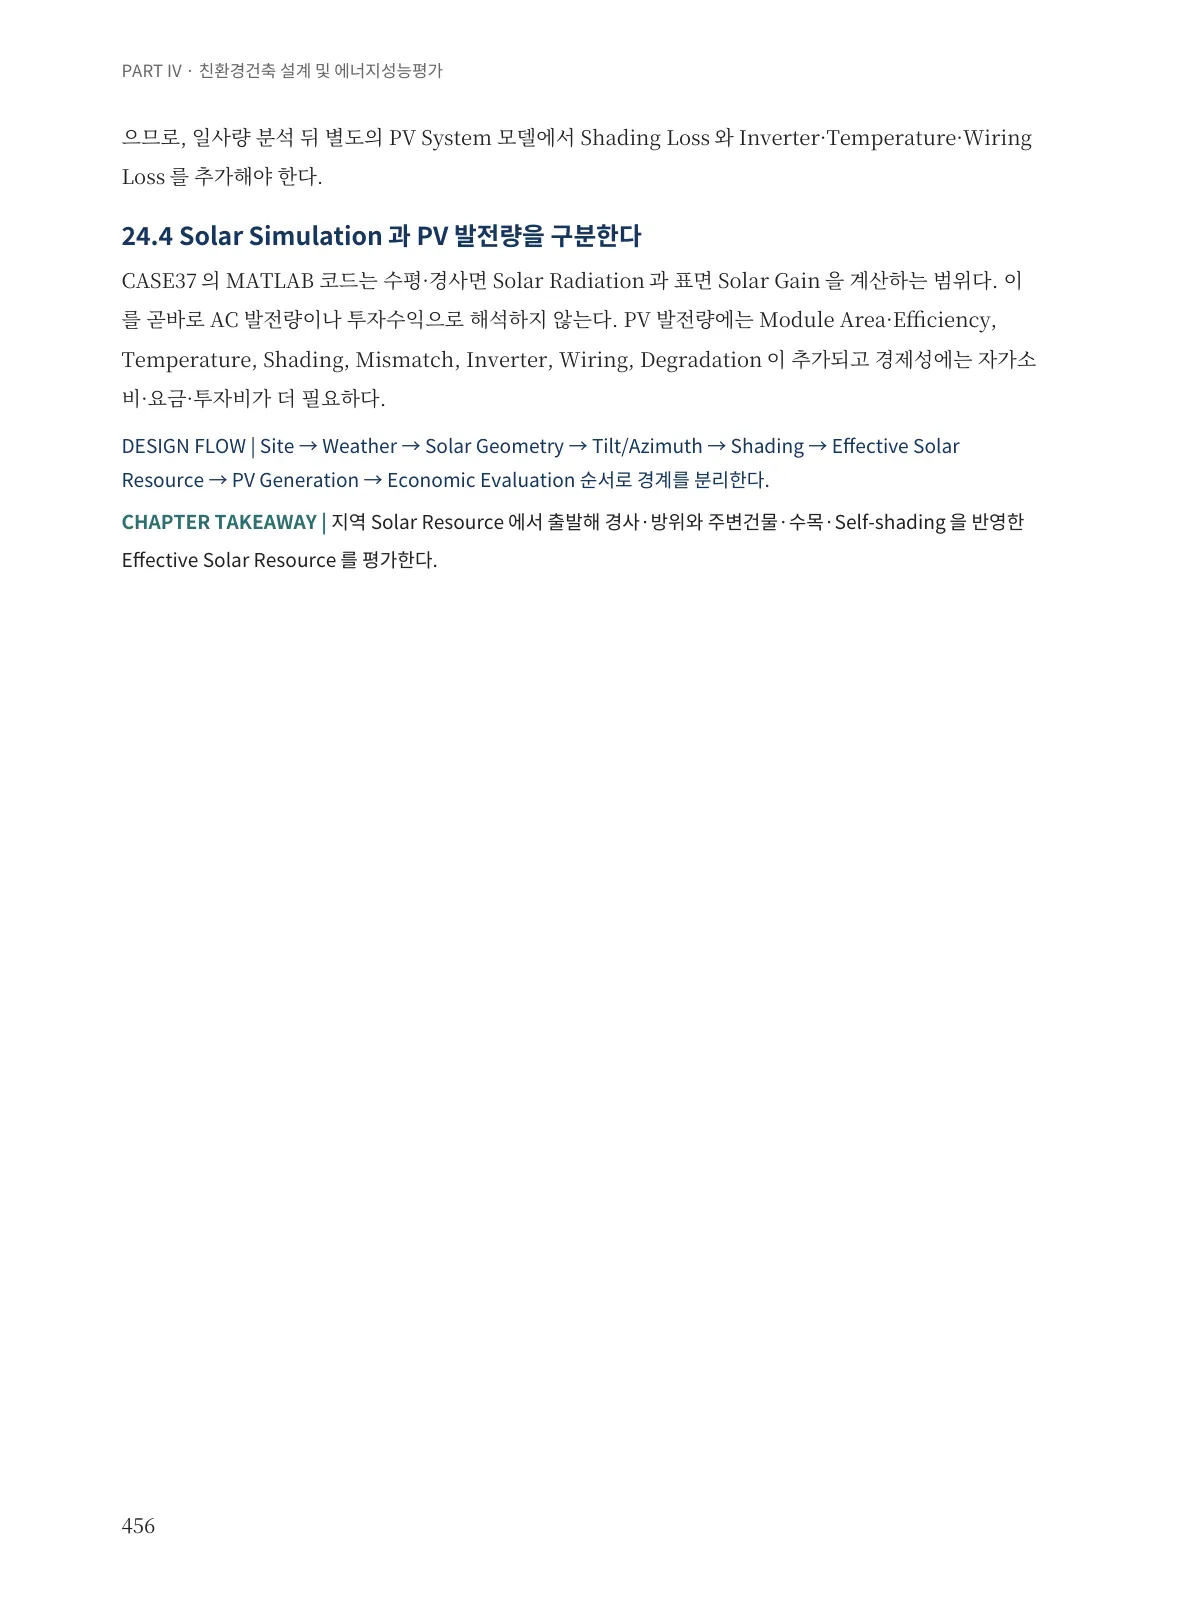 PART IV · 친환경건축 설계 및 에너지성능평가
으므로, 일사량 분석 뒤 별도의 PV System 모델에서 Shading Loss 와 Inverter·Temperature·Wiring
Loss 를 추가해야 한다.
24.4 Solar Simulation 과 PV 발전량을 구분한다
CASE37 의 MATLAB 코드는 수평·경사면 Solar Radiation 과 표면 Solar Gain 을 계산하는 범위다. 이
를 곧바로 AC 발전량이나 투자수익으로 해석하지 않는다. PV 발전량에는 Module Area·Efficiency,
Temperature, Shading, Mismatch, Inverter, Wiring, Degradation 이 추가되고 경제성에는 자가소
비·요금·투자비가 더 필요하다.
DESIGN FLOW | Site → Weather → Solar Geometry → Tilt/Azimuth → Shading → Effective Solar
Resource → PV Generation → Economic Evaluation 순서로 경계를 분리한다.
CHAPTER TAKEAWAY | 지역 Solar Resource 에서 출발해 경사·방위와 주변건물·수목·Self-shading 을 반영한
Effective Solar Resource 를 평가한다.
456